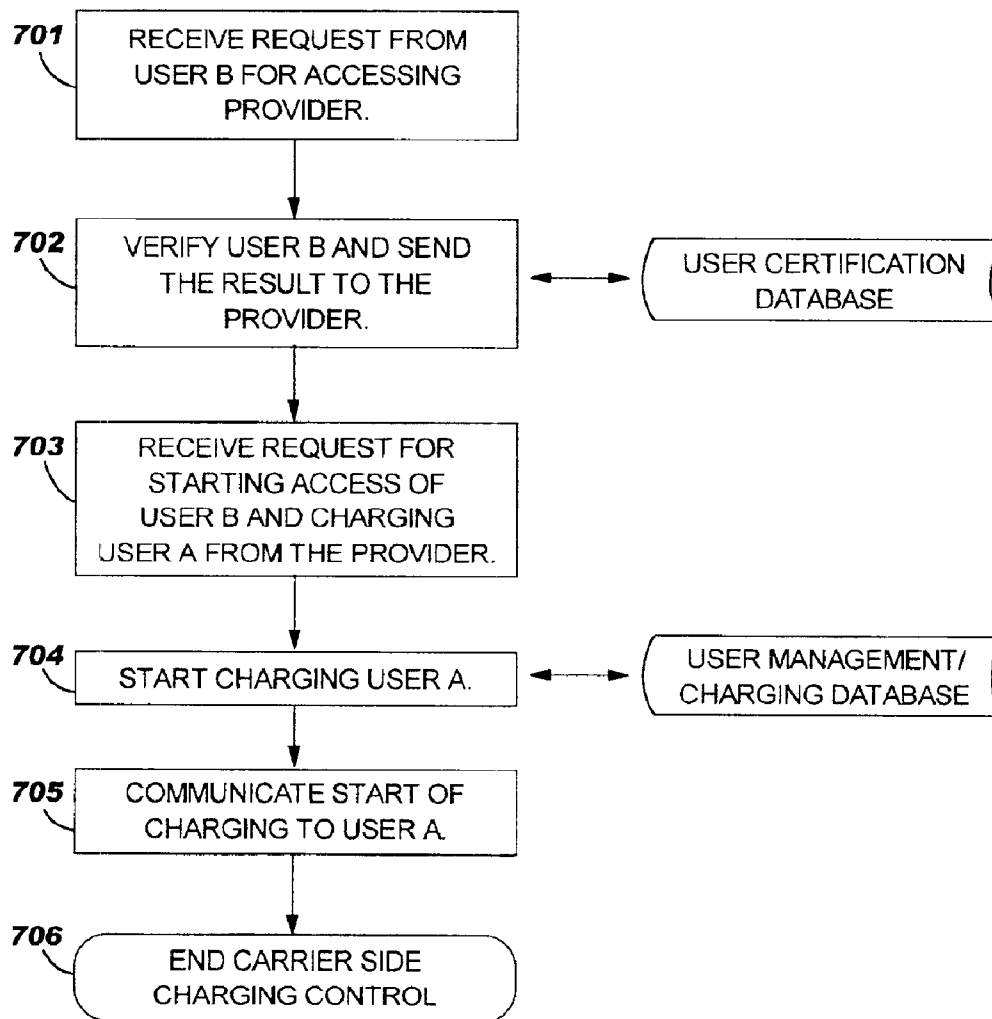 701
RECEIVE REQUEST FROM
USER B FOR ACCESSING
PROVIDER.
702
VERIFY USER B AND SEND
THE RESULT TO THE
PROVIDER.
USER CERTIFICATION
DATABASE
703
RECEIVE REQUEST FOR
STARTING ACCESS OF
USER B AND CHARGING
USER A FROM THE PROVIDER.
704
START CHARGING USER A.
USER MANAGEMENT/
CHARGING DATABASE
705
COMMUNICATE START OF
CHARGING TO USER A.
706
END CARRIER SIDE
CHARGING CONTROL